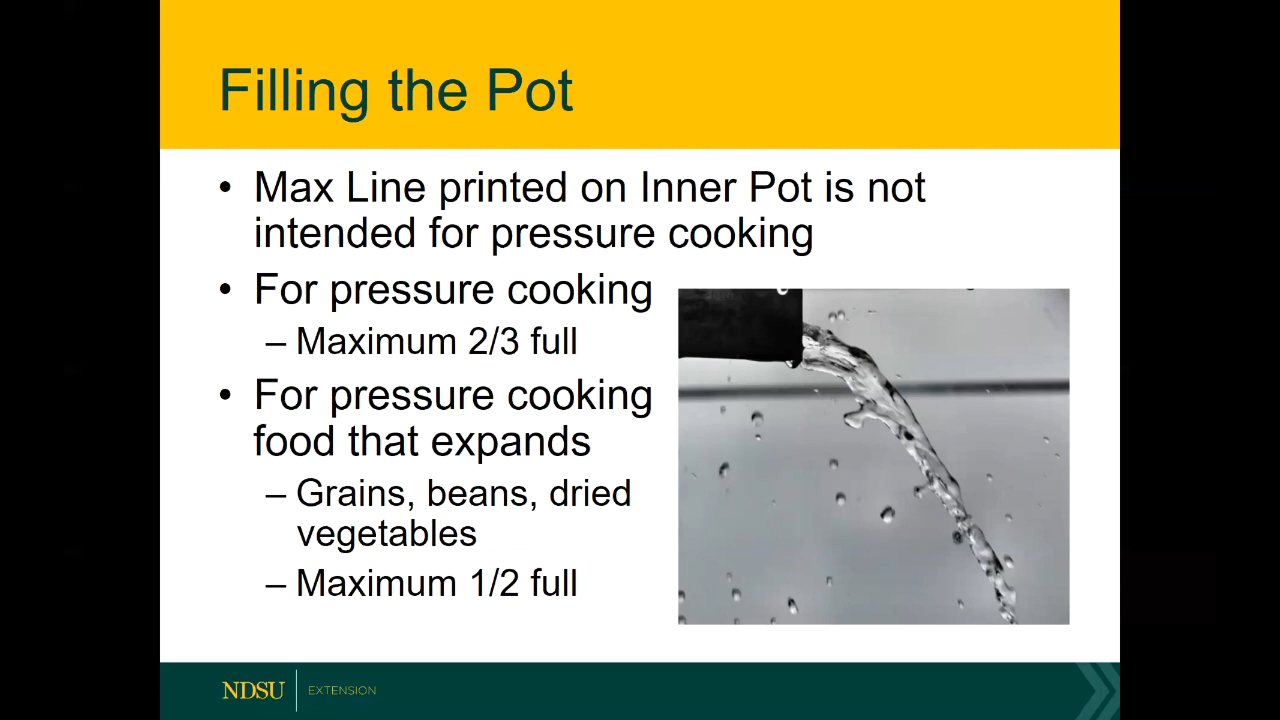 Filling the Pot
• Max Line printed on Inner Pot is not
intended for pressure cooking
• For pressure cooking
– Maximum 2/3 full
• For pressure cooking
food that expands
– Grains, beans, dried
vegetables
– Maximum 1/2 full
NDSU EXTENSION